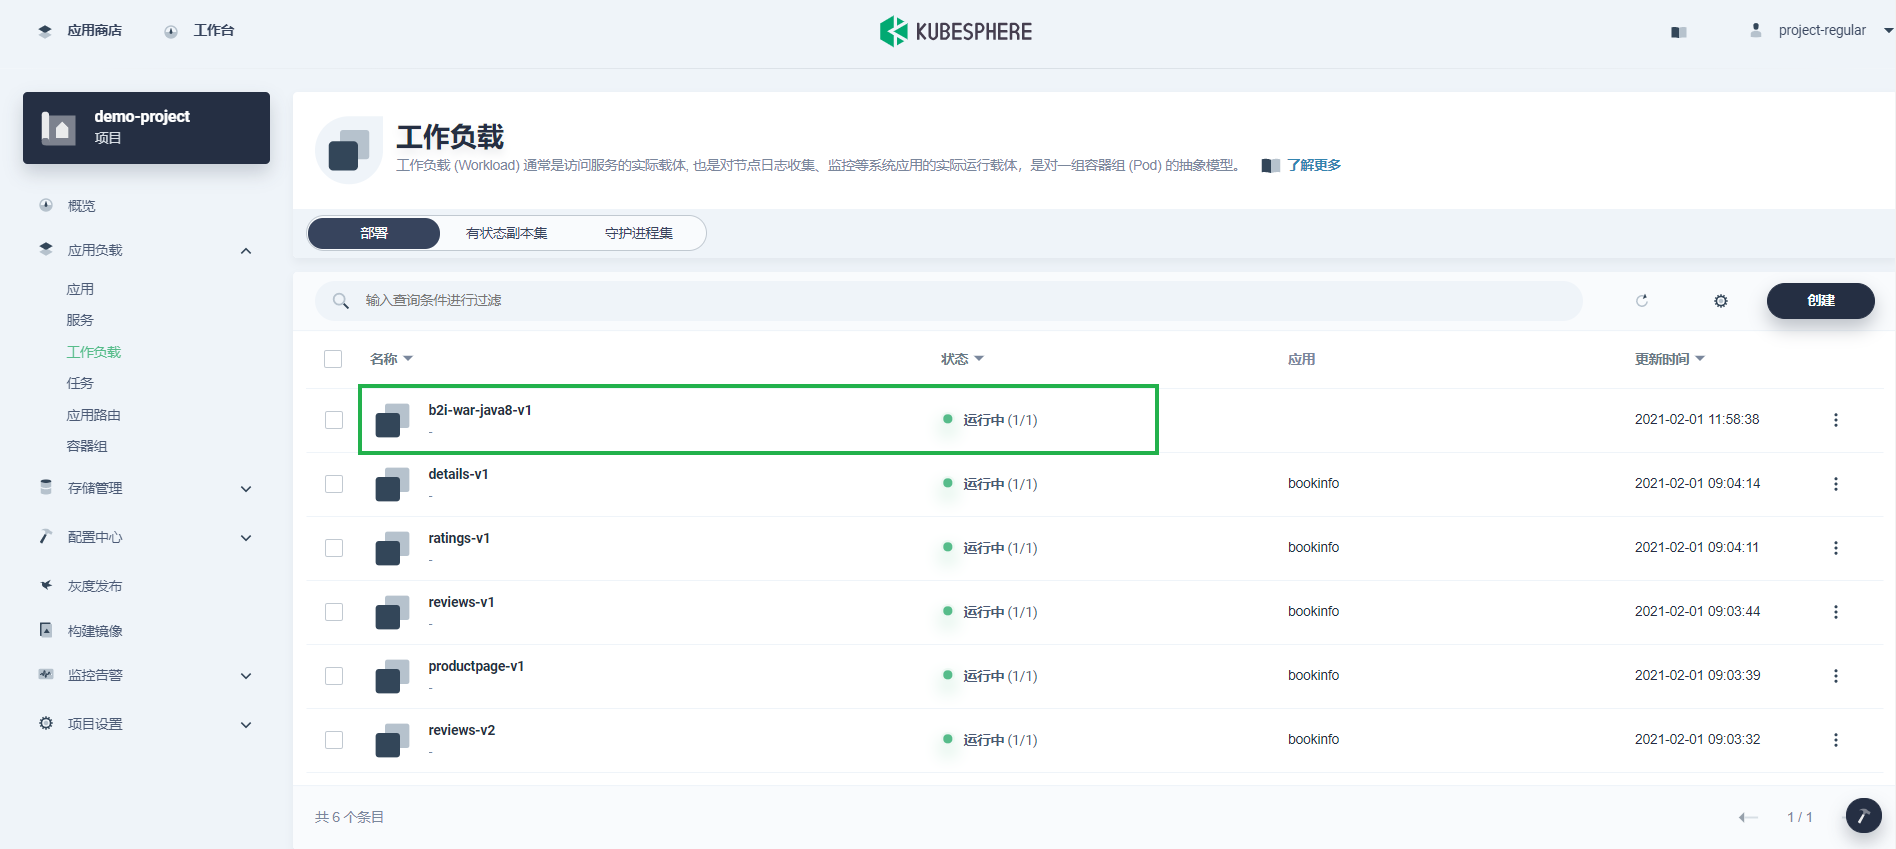 应用商店
工作台
KUBESPHERE
project-regular
demo-project
项目
概览
应用负载
应用
服务
工作负载
任务
应用路由
容器组
存储管理
配置中心
灰度发布
构建镜像
监控告警
项目设置
工作负载
工作负载 (Workload) 通常是访问服务的实际载体, 也是对节点日志收集、监控等系统应用的实际运行载体，是对一组容器组 (Pod) 的抽象模型。 了解更多
部署 有状态副本集 守护进程集
输入查询条件进行过滤
创建
名称 状态 应用 更新时间
b2i-war-java8-v1
-
运行中 (1/1)
2021-02-01 11:58:38
details-v1
-
运行中 (1/1)
bookinfo
2021-02-01 09:04:14
ratings-v1
-
运行中 (1/1)
bookinfo
2021-02-01 09:04:11
reviews-v1
-
运行中 (1/1)
bookinfo
2021-02-01 09:03:44
productpage-v1
-
运行中 (1/1)
bookinfo
2021-02-01 09:03:39
reviews-v2
-
运行中 (1/1)
bookinfo
2021-02-01 09:03:32
共 6 个条目
1 / 1